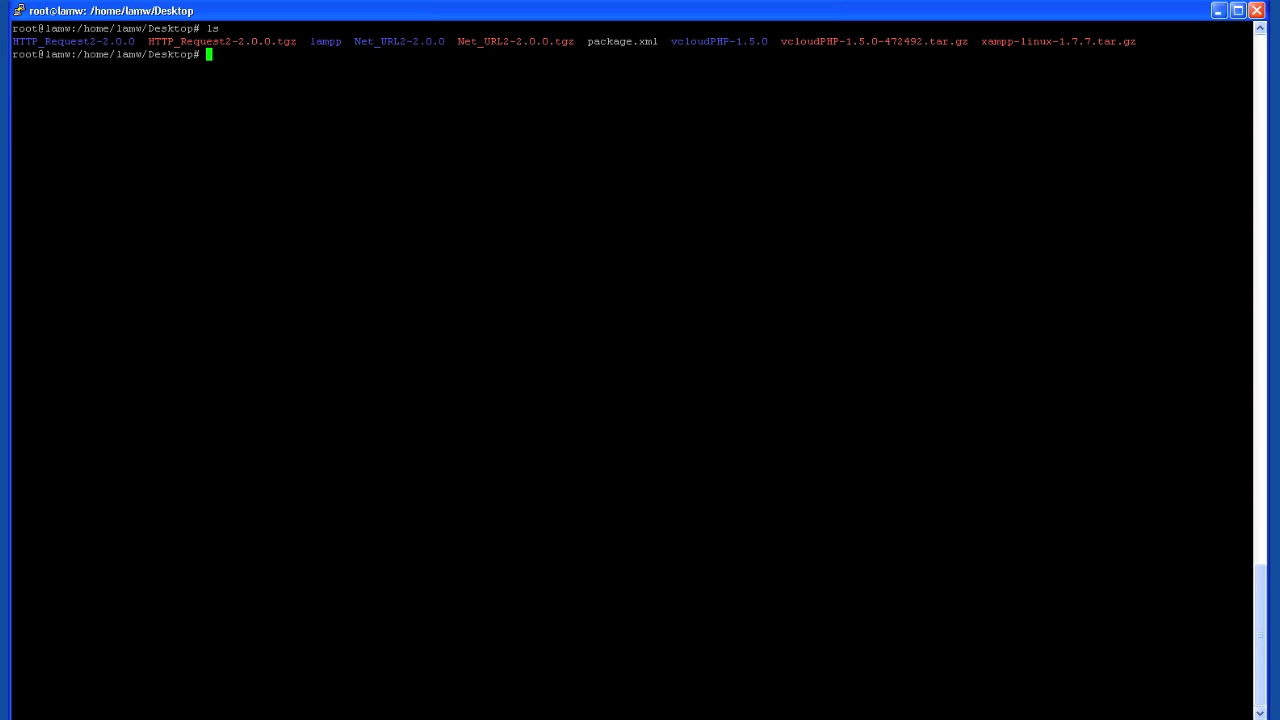 root@lamw: /home/lamw/Desktop
root@lamw:/home/lamw/Desktop# ls
HTTP_Request2-2.0.0  HTTP_Request2-2.0.0.tgz  lampp  Net_URL2-2.0.0  Net_URL2-2.0.0.tgz  package.xml  vcloudPHP-1.5.0  vcloudPHP-1.5.0-472492.tar.gz  xampp-linux-1.7.7.tar.gz
root@lamw:/home/lamw/Desktop#